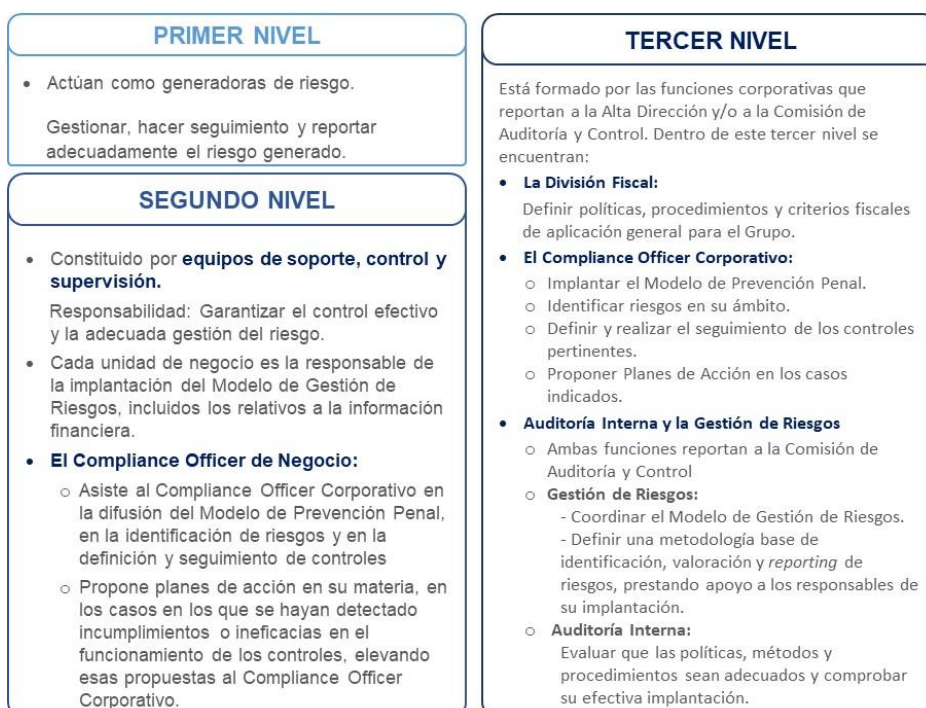 PRIMER NIVEL
• Actúan como generadoras de riesgo.
Gestionar, hacer seguimiento y reportar
adecuadamente el riesgo generado.
SEGUNDO NIVEL
• Constituido por equipos de soporte, control y
supervisión.
Responsabilidad: Garantizar el control efectivo
y la adecuada gestión del riesgo.
• Cada unidad de negocio es la responsable de
la implantación del Modelo de Gestión de
Riesgos, incluidos los relativos a la información
financiera.
• El Compliance Officer de Negocio:
o Asiste al Compliance Officer Corporativo en
la difusión del Modelo de Prevención Penal,
en la identificación de riesgos y en la
definición y seguimiento de controles
o Propone planes de acción en su materia, en
los casos en los que se hayan detectado
incumplimientos o ineficacias en el
funcionamiento de los controles, elevando
esas propuestas al Compliance Officer
Corporativo.
TERCER NIVEL
Está formado por las funciones corporativas que
reportan a la Alta Dirección y/o a la Comisión de
Auditoría y Control. Dentro de este tercer nivel se
encuentran:
• La División Fiscal:
Definir políticas, procedimientos y criterios fiscales
de aplicación general para el Grupo.
• El Compliance Officer Corporativo:
o Implantar el Modelo de Prevención Penal.
o Identificar riesgos en su ámbito.
o Definir y realizar el seguimiento de los controles
pertinentes.
o Proponer Planes de Acción en los casos
indicados.
• Auditoría Interna y la Gestión de Riesgos
o Ambas funciones reportan a la Comisión de
Auditoría y Control
o Gestión de Riesgos:
- Coordinar el Modelo de Gestión de Riesgos.
- Definir una metodología base de
identificación, valoración y reporting de
riesgos, prestando apoyo a los responsables de
su implantación.
o Auditoría Interna:
Evaluar que las políticas, métodos y
procedimientos sean adecuados y comprobar
su efectiva implantación.